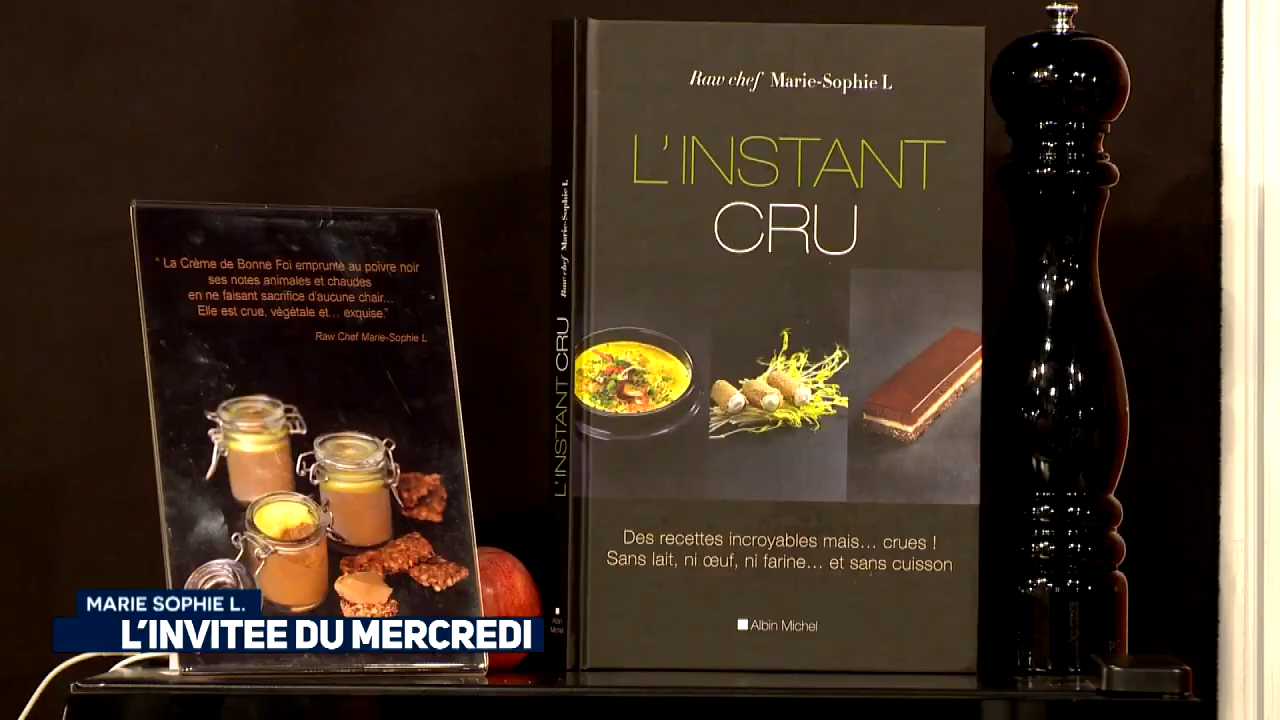 Raw chef Marie-Sophie L
L'INSTANT
CRU
Des recettes incroyables mais... crues !
Sans lait, ni œuf, ni farine... et sans cuisson
Albin Michel
L'INSTANT CRU Raw chef Marie-Sophie L
Albin
Michel
" La Crème de Bonne Foi emprunte au poivre noir
ses notes animales et chaudes
en ne faisant sacrifice d'aucune chair...
Elle est crue, végétale et... exquise."
Raw Chef Marie-Sophie L
MARIE SOPHIE L.
L'INVITEE DU MERCREDI